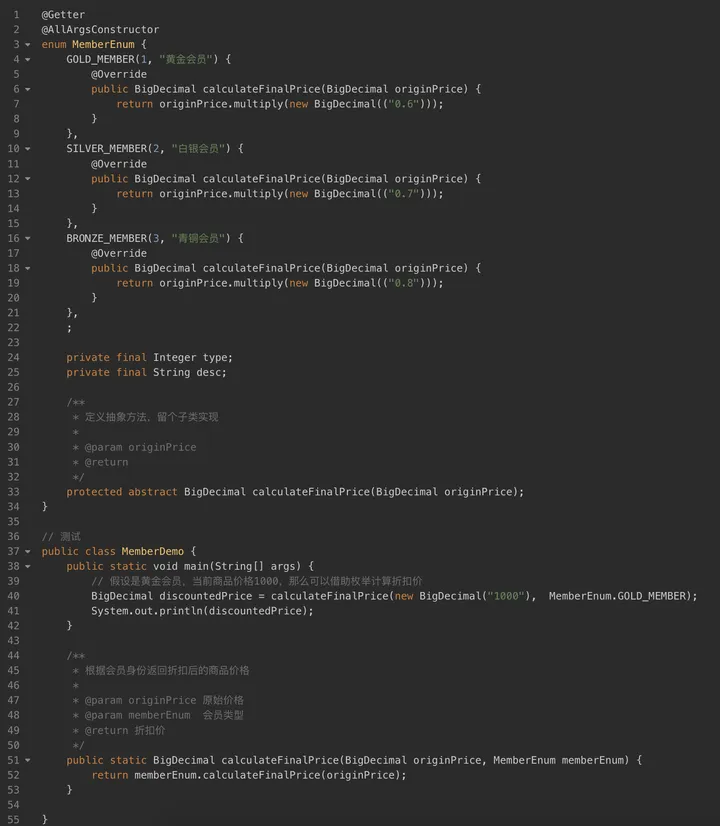 1 @Getter
2 @AllArgsConstructor
3 enum MemberEnum {
4     GOLD_MEMBER(1, "黄金会员") {
5         @Override
6         public BigDecimal calculateFinalPrice(BigDecimal originPrice) {
7             return originPrice.multiply(new BigDecimal(("0.6")));
8         }
9     },
10     SILVER_MEMBER(2, "白银会员") {
11         @Override
12         public BigDecimal calculateFinalPrice(BigDecimal originPrice) {
13             return originPrice.multiply(new BigDecimal(("0.7")));
14         }
15     },
16     BRONZE_MEMBER(3, "青铜会员") {
17         @Override
18         public BigDecimal calculateFinalPrice(BigDecimal originPrice) {
19             return originPrice.multiply(new BigDecimal(("0.8")));
20         }
21     },
22     ;
23
24     private final Integer type;
25     private final String desc;
26
27     /**
28      * 定义抽象方法，留个子类实现
29      *
30      * @param originPrice
31      * @return
32      */
33     protected abstract BigDecimal calculateFinalPrice(BigDecimal originPrice);
34 }
35
36 // 测试
37 public class MemberDemo {
38     public static void main(String[] args) {
39         // 假设是黄金会员，当前商品价格1000，那么可以借助枚举计算折扣价
40         BigDecimal discountedPrice = calculateFinalPrice(new BigDecimal("1000"),  MemberEnum.GOLD_MEMBER);
41         System.out.println(discountedPrice);
42     }
43
44     /**
45      * 根据会员身份返回折扣后的商品价格
46      *
47      * @param originPrice 原始价格
48      * @param memberEnum  会员类型
49      * @return 折扣价
50      */
51     public static BigDecimal calculateFinalPrice(BigDecimal originPrice, MemberEnum memberEnum) {
52         return memberEnum.calculateFinalPrice(originPrice);
53     }
54
55 }